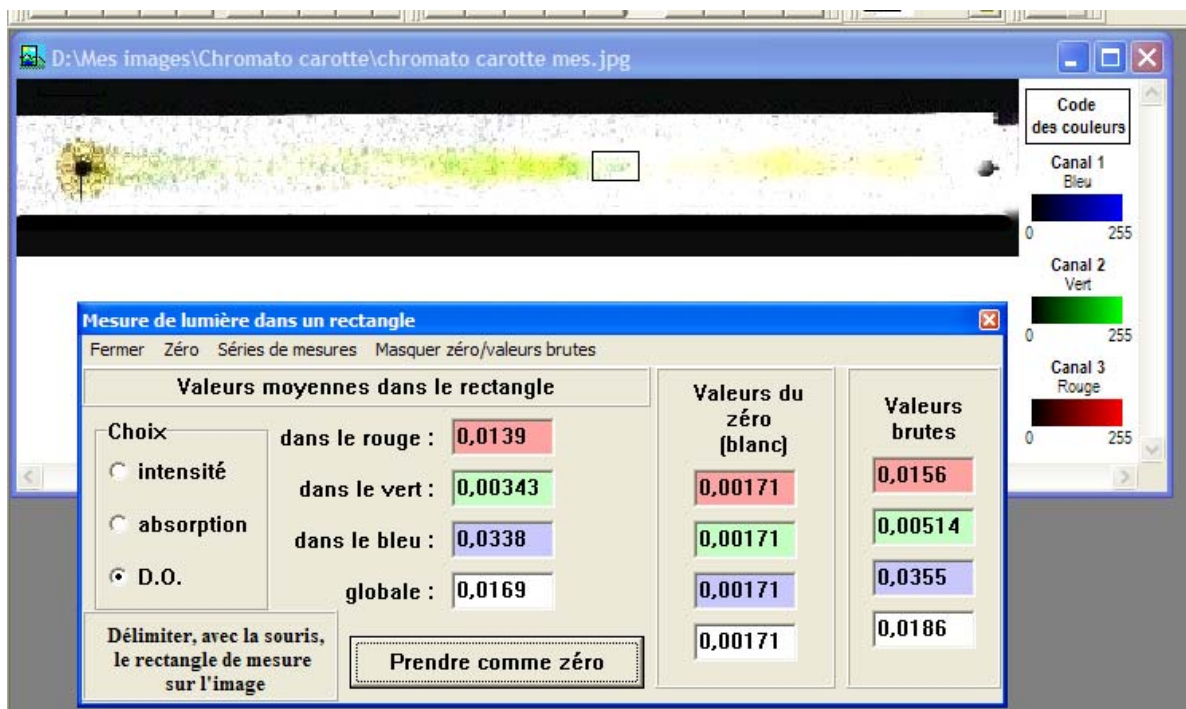 D:\Mes images\Chromato carotte\chromato carotte mes.jpg
Code
des couleurs
Canal 1
Bleu
0 255
Canal 2
Vert
0 255
Canal 3
Rouge
0 255
Mesure de lumière dans un rectangle
Fermer Zéro Séries de mesures Masquer zéro/valeurs brutes
Valeurs moyennes dans le rectangle
Choix
intensité
absorption
D.O.
dans le rouge : 0,0139
dans le vert : 0,00343
dans le bleu : 0,0338
globale : 0,0169
Délimiter, avec la souris,
le rectangle de mesure
sur l'image
Prendre comme zéro
Valeurs du
zéro
(blanc)
0,00171
0,00171
0,00171
0,00171
Valeurs
brutes
0,0156
0,00514
0,0355
0,0186